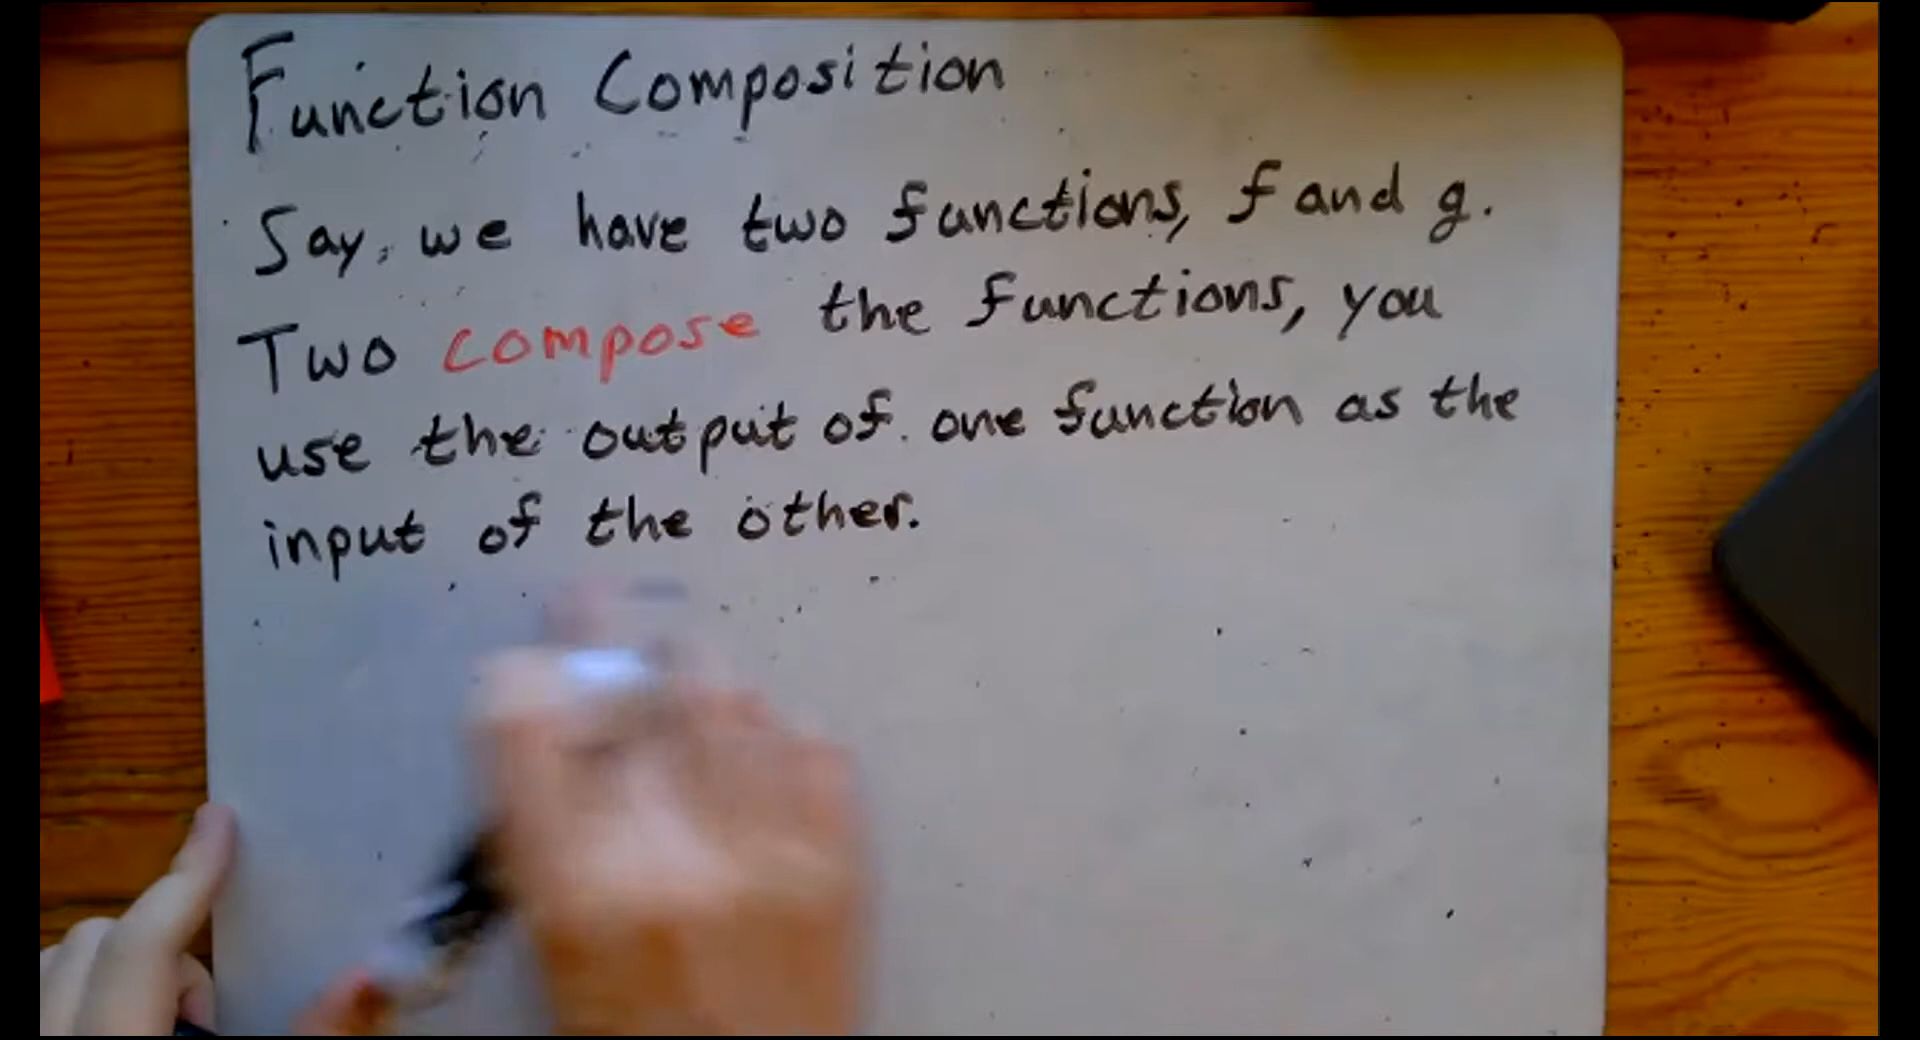 Function Composition
Say, we have two functions, f and g.
Two compose the functions, you
use the output of one function as the
input of the other.